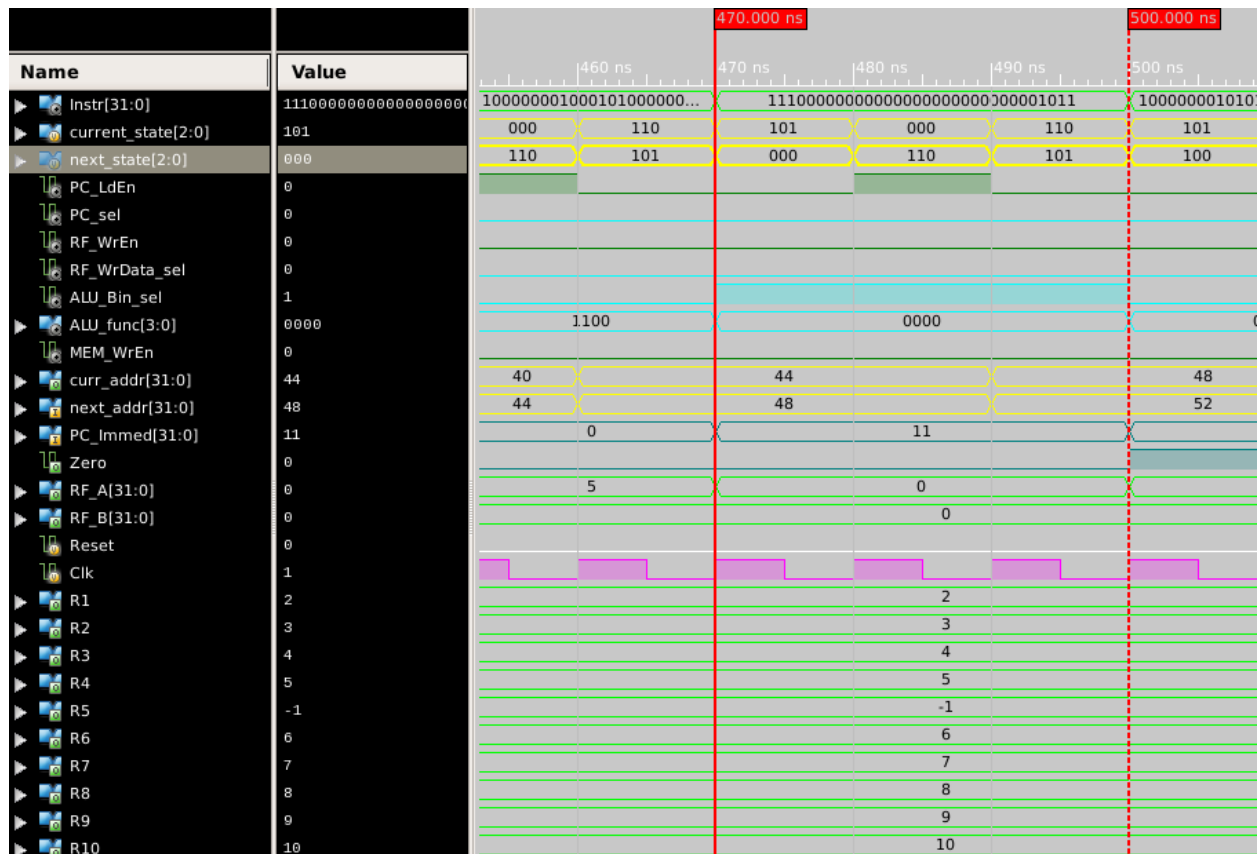 470.000 ns 500.000 ns
Name Value 460 ns 470 ns 480 ns 490 ns 500 ns
Instr[31:0] 10000000100010100000... 
current_state[2:0] 101 000 110 101 000 110 101
next_state[2:0] 000 110 101 000 110 101 100
PC_LdEn 0
PC_sel 0
RF_WrEn 0
RF_WrData_sel 0
ALU_Bin_sel 1
ALU_func[3:0] 0000 1100 0000
MEM_WrEn 0
curr_addr[31:0] 44 40 44 48
next_addr[31:0] 48 44 48 52
PC_Immed[31:0] 11 0 11
Zero 0
RF_A[31:0] 0 5 0
RF_B[31:0] 0 0
Reset 0
Clk 1
R1 2 2
R2 3 3
R3 4 4
R4 5 5
R5 -1 -1
R6 6 6
R7 7 7
R8 8 8
R9 9 9
R10 10 10